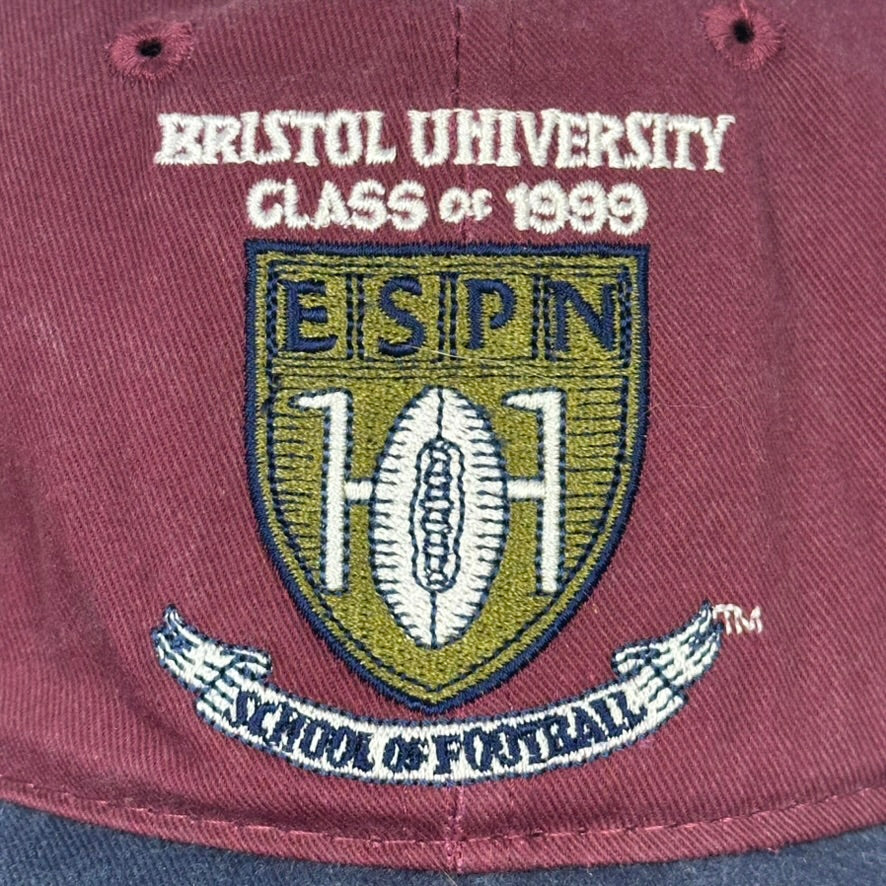 BRISTOL UNIVERSITY
CLASS OF 1999
ESPN
101
TM
SCHOOL OF FOOTBALL